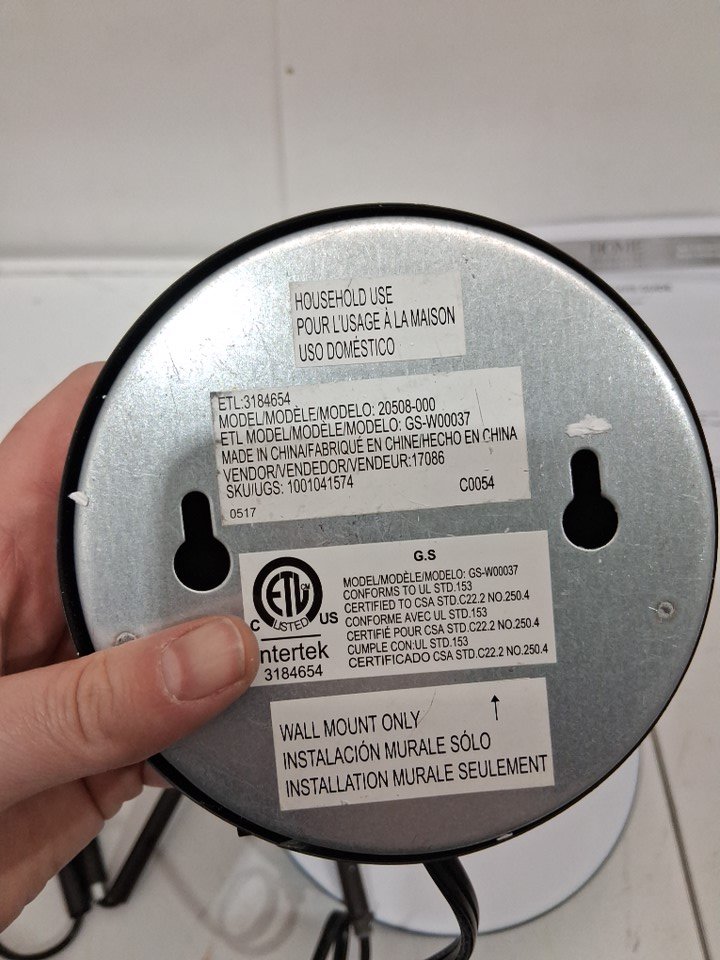 HOME
HOUSEHOLD USE
POUR L'USAGE À LA MAISON
USO DOMÉSTICO
ETL:3184654
MODEL/MODÈLE/MODELO: 20508-000
ETL MODEL/MODÈLE/MODELO: GS-W00037
MADE IN CHINA/FABRIQUÉ EN CHINE/HECHO EN CHINA
VENDOR/VENDEDOR/VENDEUR:17086
SKU/UGS: 1001041574 C0054
0517
G.S
MODEL/MODÈLE/MODELO: GS-W00037
CONFORMS TO UL STD.153
CERTIFIED TO CSA STD.C22.2 NO.250.4
CONFORME AVEC UL STD.153
CERTIFIÉ POUR CSA STD.C22.2 NO.250.4
CUMPLE CON:UL STD.153
CERTIFICADO CSA STD.C22.2 NO.250.4
ETL CM
C LISTED US
Intertek
3184654
WALL MOUNT ONLY ↑
INSTALACIÓN MURALE SÓLO
INSTALLATION MURALE SEULEMENT